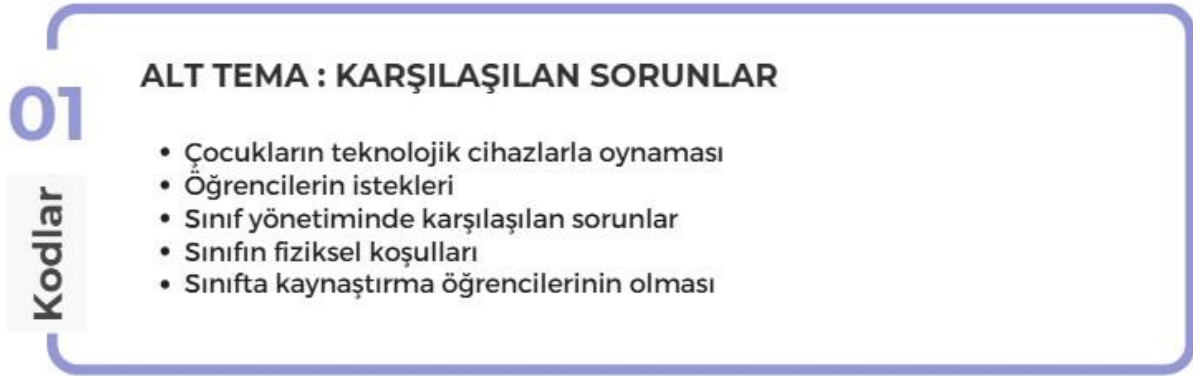 ALT TEMA : KARŞILAŞILAN SORUNLAR
01
• Çocukların teknolojik cihazlarla oynaması
• Öğrencilerin istekleri
• Sınıf yönetiminde karşılaşılan sorunlar
• Sınıfın fiziksel koşulları
• Sınıfta kaynaştırma öğrencilerinin olması
Kodlar